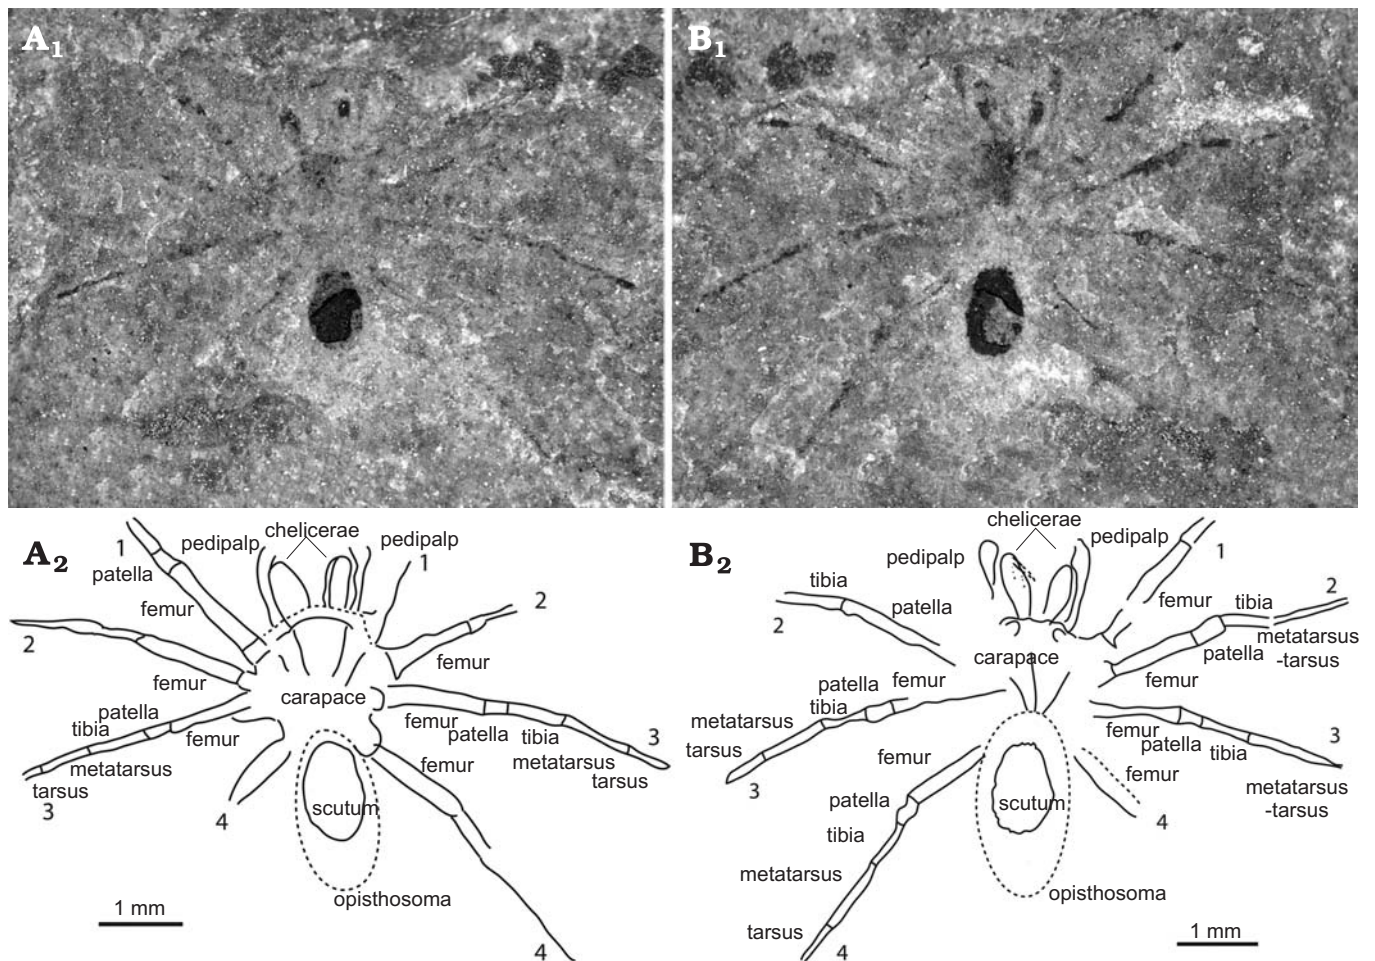 A1
B1
A2
chelicerae
pedipalp
pedipalp
1
1
patella
femur
2
2
femur
femur
carapace
patella
tibia
femur
metatarsus
tarsus
3
4
femur
patella
tibia
metatarsus
tarsus
3
femur
scutum
opisthosoma
1 mm
4
B2
chelicerae
pedipalp
pedipalp
1
tibia
patella
2
femur
2
tibia
metatarsus
-tarsus
patella
femur
carapace
patella
femur
tibia
metatarsus
tarsus
3
femur
patella
tibia
3
metatarsus
-tarsus
femur
4
femur
patella
tibia
metatarsus
tarsus
4
scutum
opisthosoma
1 mm